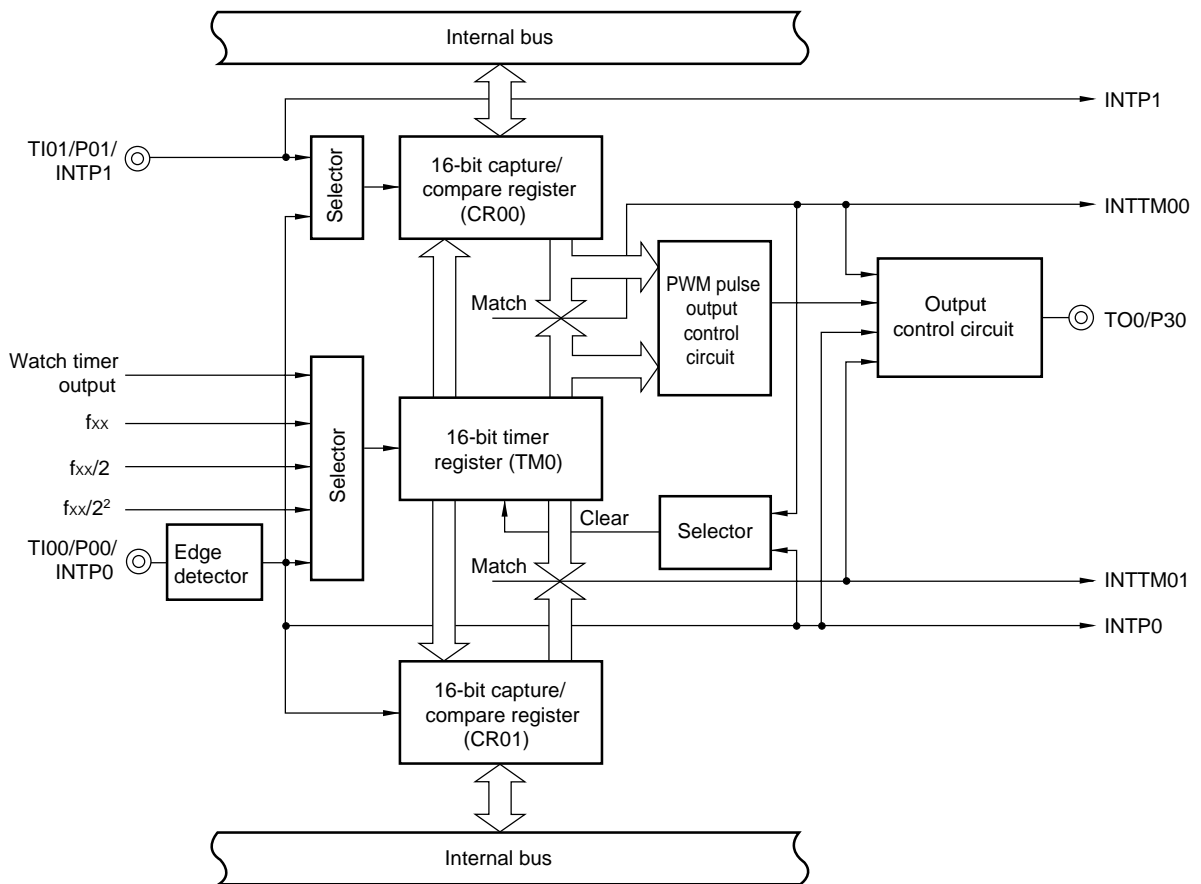 Internal bus
INTP1
TI01/P01/
INTP1
Selector
16-bit capture/
compare register
(CR00)
INTTM00
PWM pulse
output
control
circuit
Output
control circuit
TO0/P30
Match
Watch timer
output
fxx
fxx/2
fxx/2²
Selector
16-bit timer
register (TM0)
Clear
Selector
TI00/P00/
INTP0
Edge
detector
Match
INTTM01
INTP0
16-bit capture/
compare register
(CR01)
Internal bus